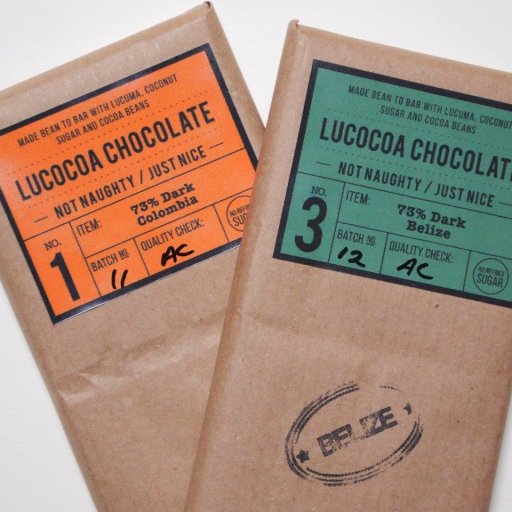 MADE BEAN TO BAR WITH LUCUMA, COCONUT
SUGAR AND COCOA BEANS
LUCOCOA CHOCOLATE
NOT NAUGHTY / JUST NICE
NO.
1
ITEM:
73% Dark
Colombia
BATCH NO.
11
QUALITY CHECK:
AC
NO REFINED
SUGAR
MADE BEAN TO BAR WITH LUCUMA, COCONUT
SUGAR AND COCOA BEANS
LUCOCOA CHOCOLATE
NOT NAUGHTY / JUST NICE
NO.
3
ITEM:
73% Dark
Belize
BATCH NO.
12
QUALITY CHECK:
AC
NO REFINED
SUGAR
BELIZE